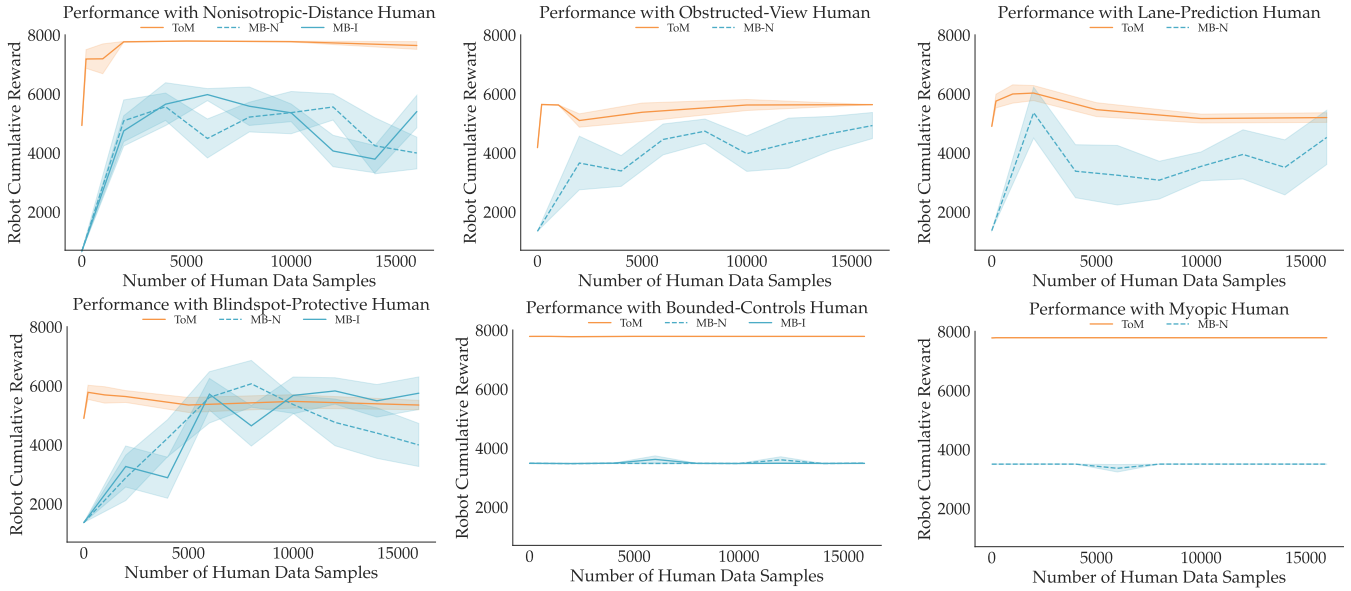 Performance with Nonisotropic-Distance Human
ToM MB-N MB-I
Robot Cumulative Reward
8000
6000
4000
2000
0 5000 10000 15000
Number of Human Data Samples
Performance with Obstructed-View Human
ToM MB-N
Robot Cumulative Reward
8000
6000
4000
2000
0 5000 10000 15000
Number of Human Data Samples
Performance with Lane-Prediction Human
ToM MB-N
Robot Cumulative Reward
8000
6000
4000
2000
0 5000 10000 15000
Number of Human Data Samples
Performance with Blindspot-Protective Human
ToM MB-N MB-I
Robot Cumulative Reward
8000
6000
4000
2000
0 5000 10000 15000
Number of Human Data Samples
Performance with Bounded-Controls Human
ToM MB-N MB-I
Robot Cumulative Reward
8000
6000
4000
2000
0 5000 10000 15000
Number of Human Data Samples
Performance with Myopic Human
ToM MB-N
Robot Cumulative Reward
8000
6000
4000
2000
0 5000 10000 15000
Number of Human Data Samples